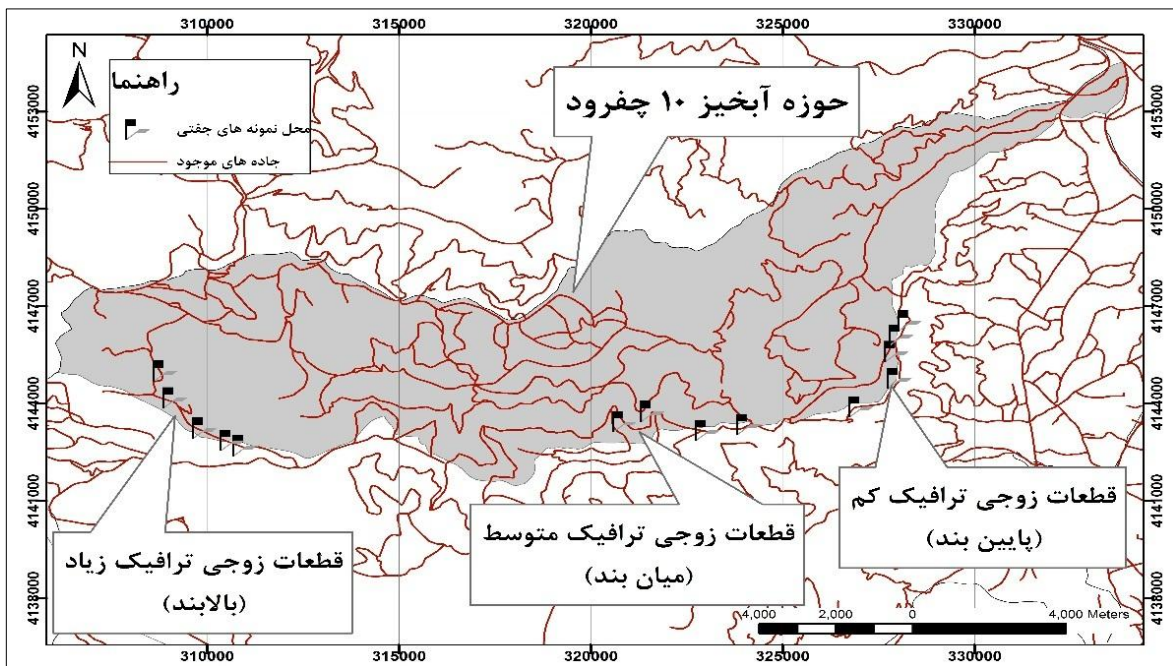 310000 315000 320000 325000 330000
N
راهنما
محل نمونه های جفتی
جاده های موجود
حوزه آبخیز ۱۰ چفرود
4153000
4150000
4147000
4144000
4141000
4138000
4153000
4150000
4147000
4144000
4141000
4138000
قطعات زوجی ترافیک کم
(پایین بند)
قطعات زوجی ترافیک متوسط
(میان بند)
قطعات زوجی ترافیک زیاد
(بالابند)
4,000 2,000 0 4,000 Meters
310000 315000 320000 325000 330000